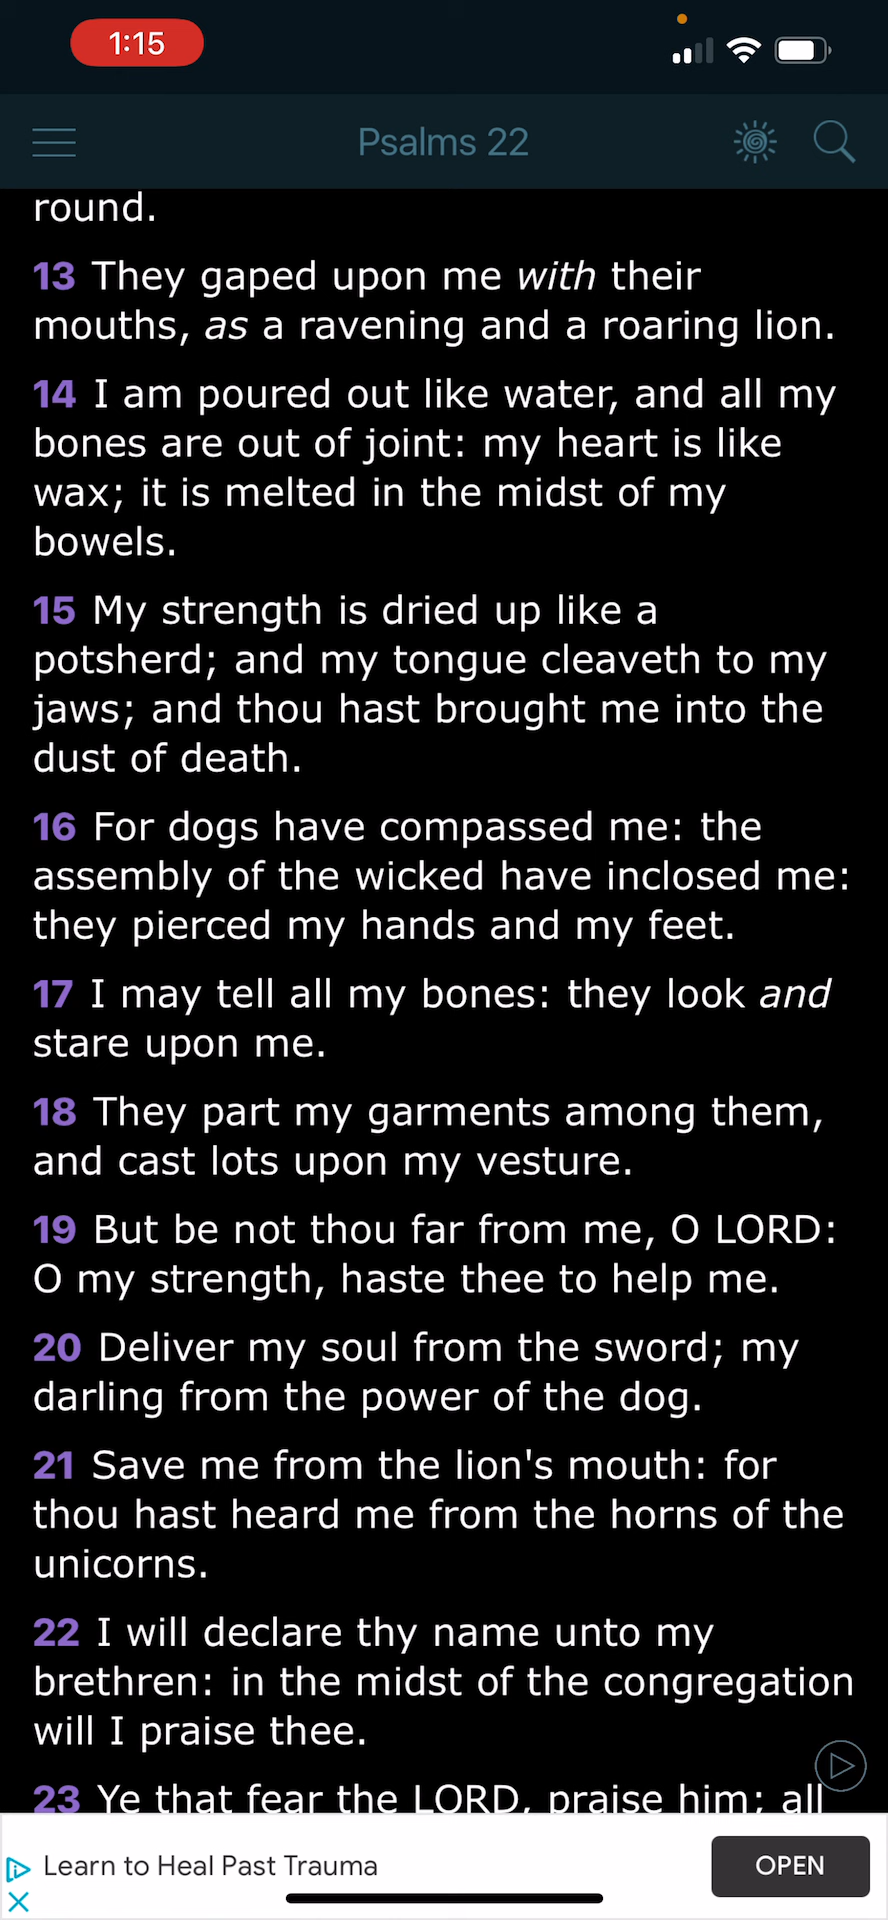 1:15
Psalms 22
round.
13 They gaped upon me with their
mouths, as a ravening and a roaring lion.
14 I am poured out like water, and all my
bones are out of joint: my heart is like
wax; it is melted in the midst of my
bowels.
15 My strength is dried up like a
potsherd; and my tongue cleaveth to my
jaws; and thou hast brought me into the
dust of death.
16 For dogs have compassed me: the
assembly of the wicked have inclosed me:
they pierced my hands and my feet.
17 I may tell all my bones: they look and
stare upon me.
18 They part my garments among them,
and cast lots upon my vesture.
19 But be not thou far from me, O LORD:
O my strength, haste thee to help me.
20 Deliver my soul from the sword; my
darling from the power of the dog.
21 Save me from the lion's mouth: for
thou hast heard me from the horns of the
unicorns.
22 I will declare thy name unto my
brethren: in the midst of the congregation
will I praise thee.
23 Ye that fear the LORD, praise him; all
Learn to Heal Past Trauma
OPEN